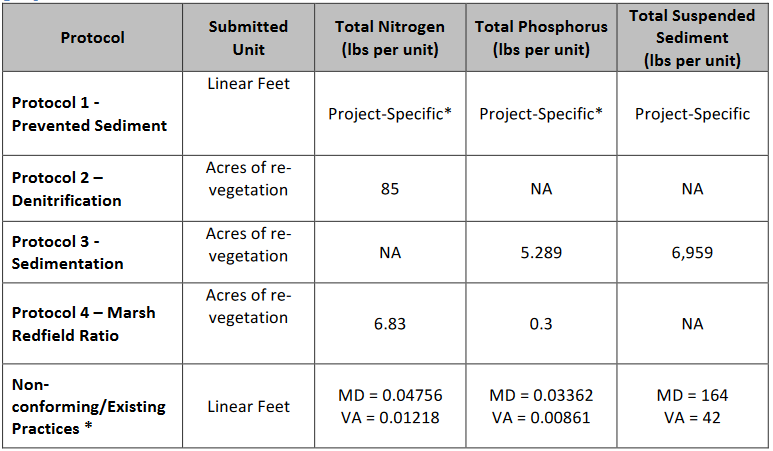 Protocol
Submitted
Unit
Total Nitrogen
(lbs per unit)
Total Phosphorus
(lbs per unit)
Total Suspended
Sediment
(lbs per unit)
Protocol 1 -
Prevented Sediment
Linear Feet
Project-Specific*
Project-Specific*
Project-Specific
Protocol 2 –
Denitrification
Acres of re-
vegetation
85
NA
NA
Protocol 3 -
Sedimentation
Acres of re-
vegetation
NA
5.289
6,959
Protocol 4 – Marsh
Redfield Ratio
Acres of re-
vegetation
6.83
0.3
NA
Non-
conforming/Existing
Practices *
Linear Feet
MD = 0.04756
VA = 0.01218
MD = 0.03362
VA = 0.00861
MD = 164
VA = 42